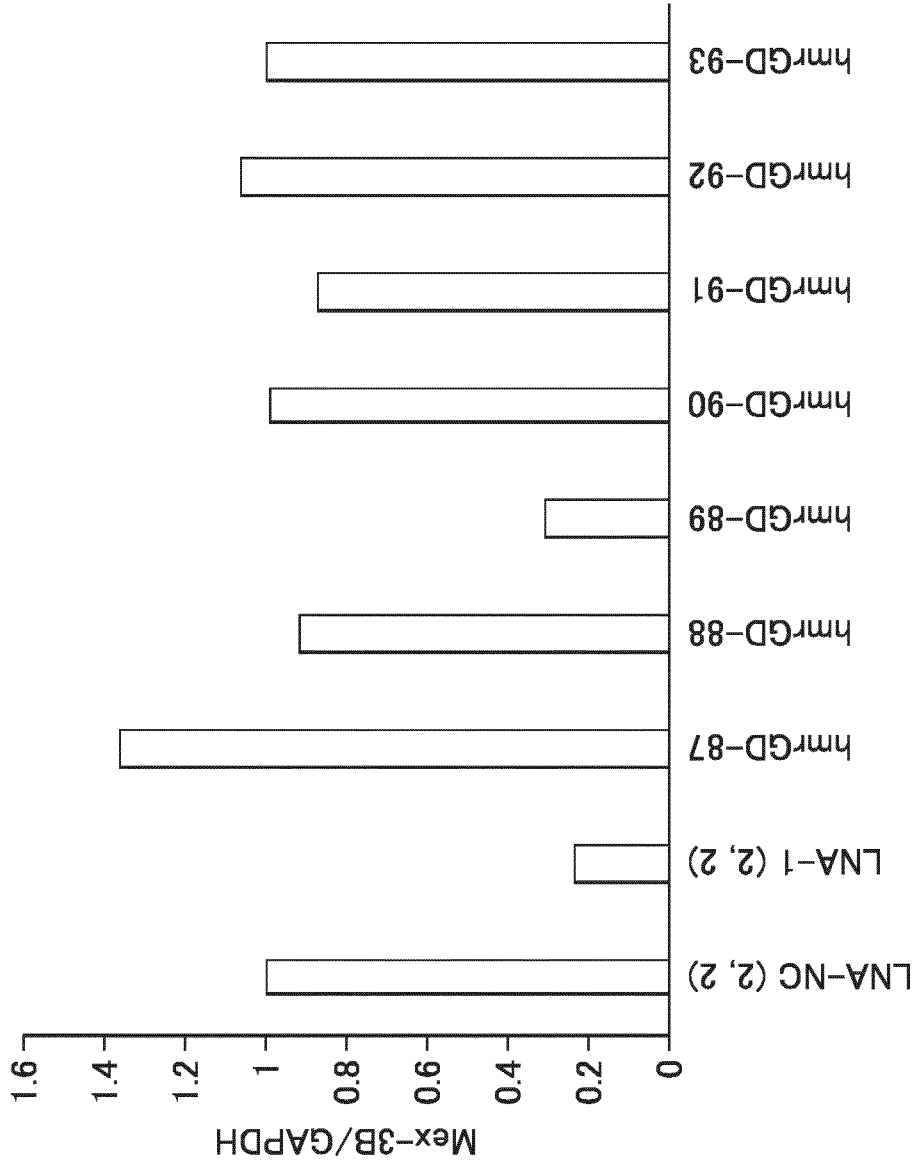 Mex-3B/GAPDH
1.6
1.4
1.2
1
0.8
0.6
0.4
0.2
0
LNA-NC (2, 2)
LNA-1 (2, 2)
hmrGD-87
hmrGD-88
hmrGD-89
hmrGD-90
hmrGD-91
hmrGD-92
hmrGD-93